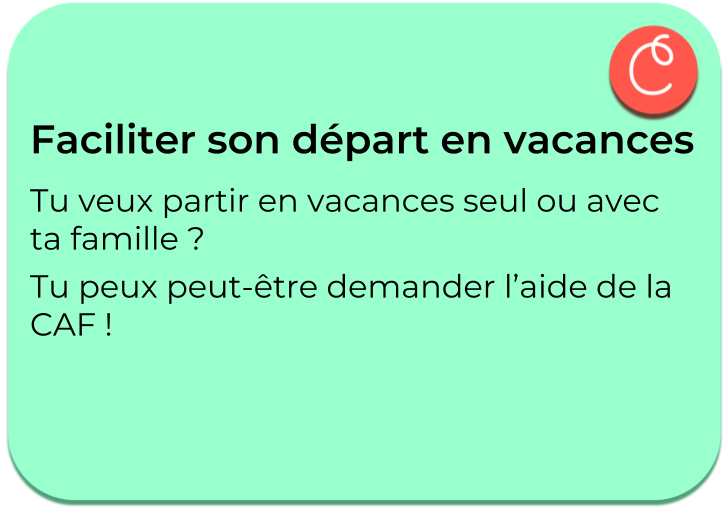 C
Faciliter son départ en vacances
Tu veux partir en vacances seul ou avec
ta famille ?
Tu peux peut-être demander l’aide de la
CAF !